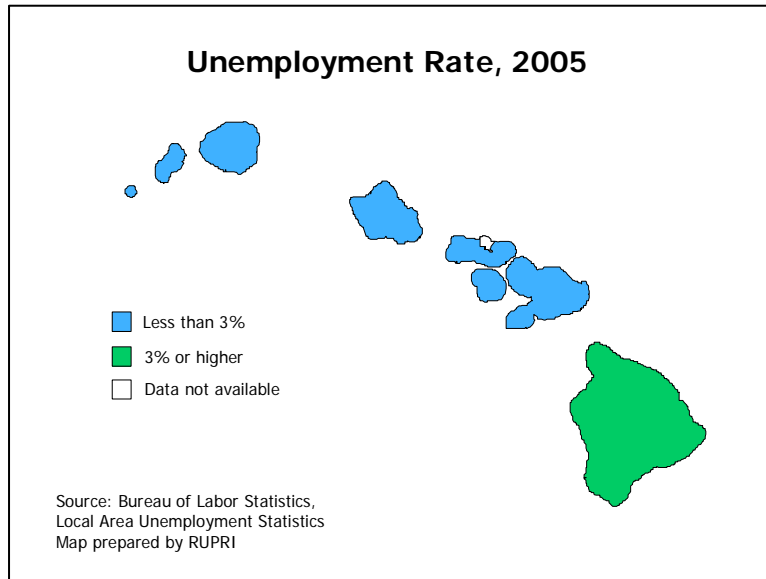 Unemployment Rate, 2005
Less than 3%
3% or higher
Data not available
Source: Bureau of Labor Statistics,
Local Area Unemployment Statistics
Map prepared by RUPRI